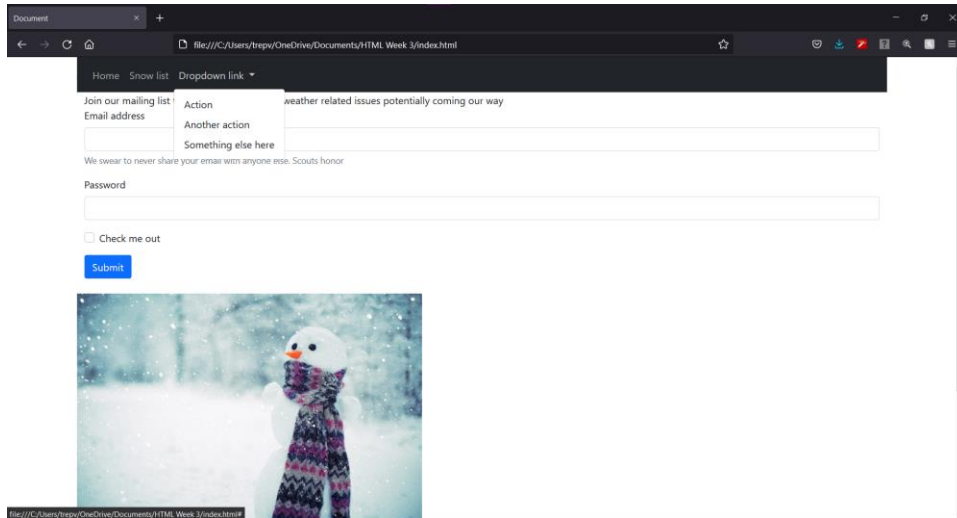 Document
file:///C:/Users/trepv/OneDrive/Documents/HTML Week 3/index.html
Home Snow list Dropdown link
Join our mailing list weather related issues potentially coming our way
Action
Email address
Another action
Something else here
We swear to never share your email with anyone else. Scouts honor
Password
Check me out
Submit
file:///C:/Users/trepv/OneDrive/Documents/HTML Week 3/index.html#